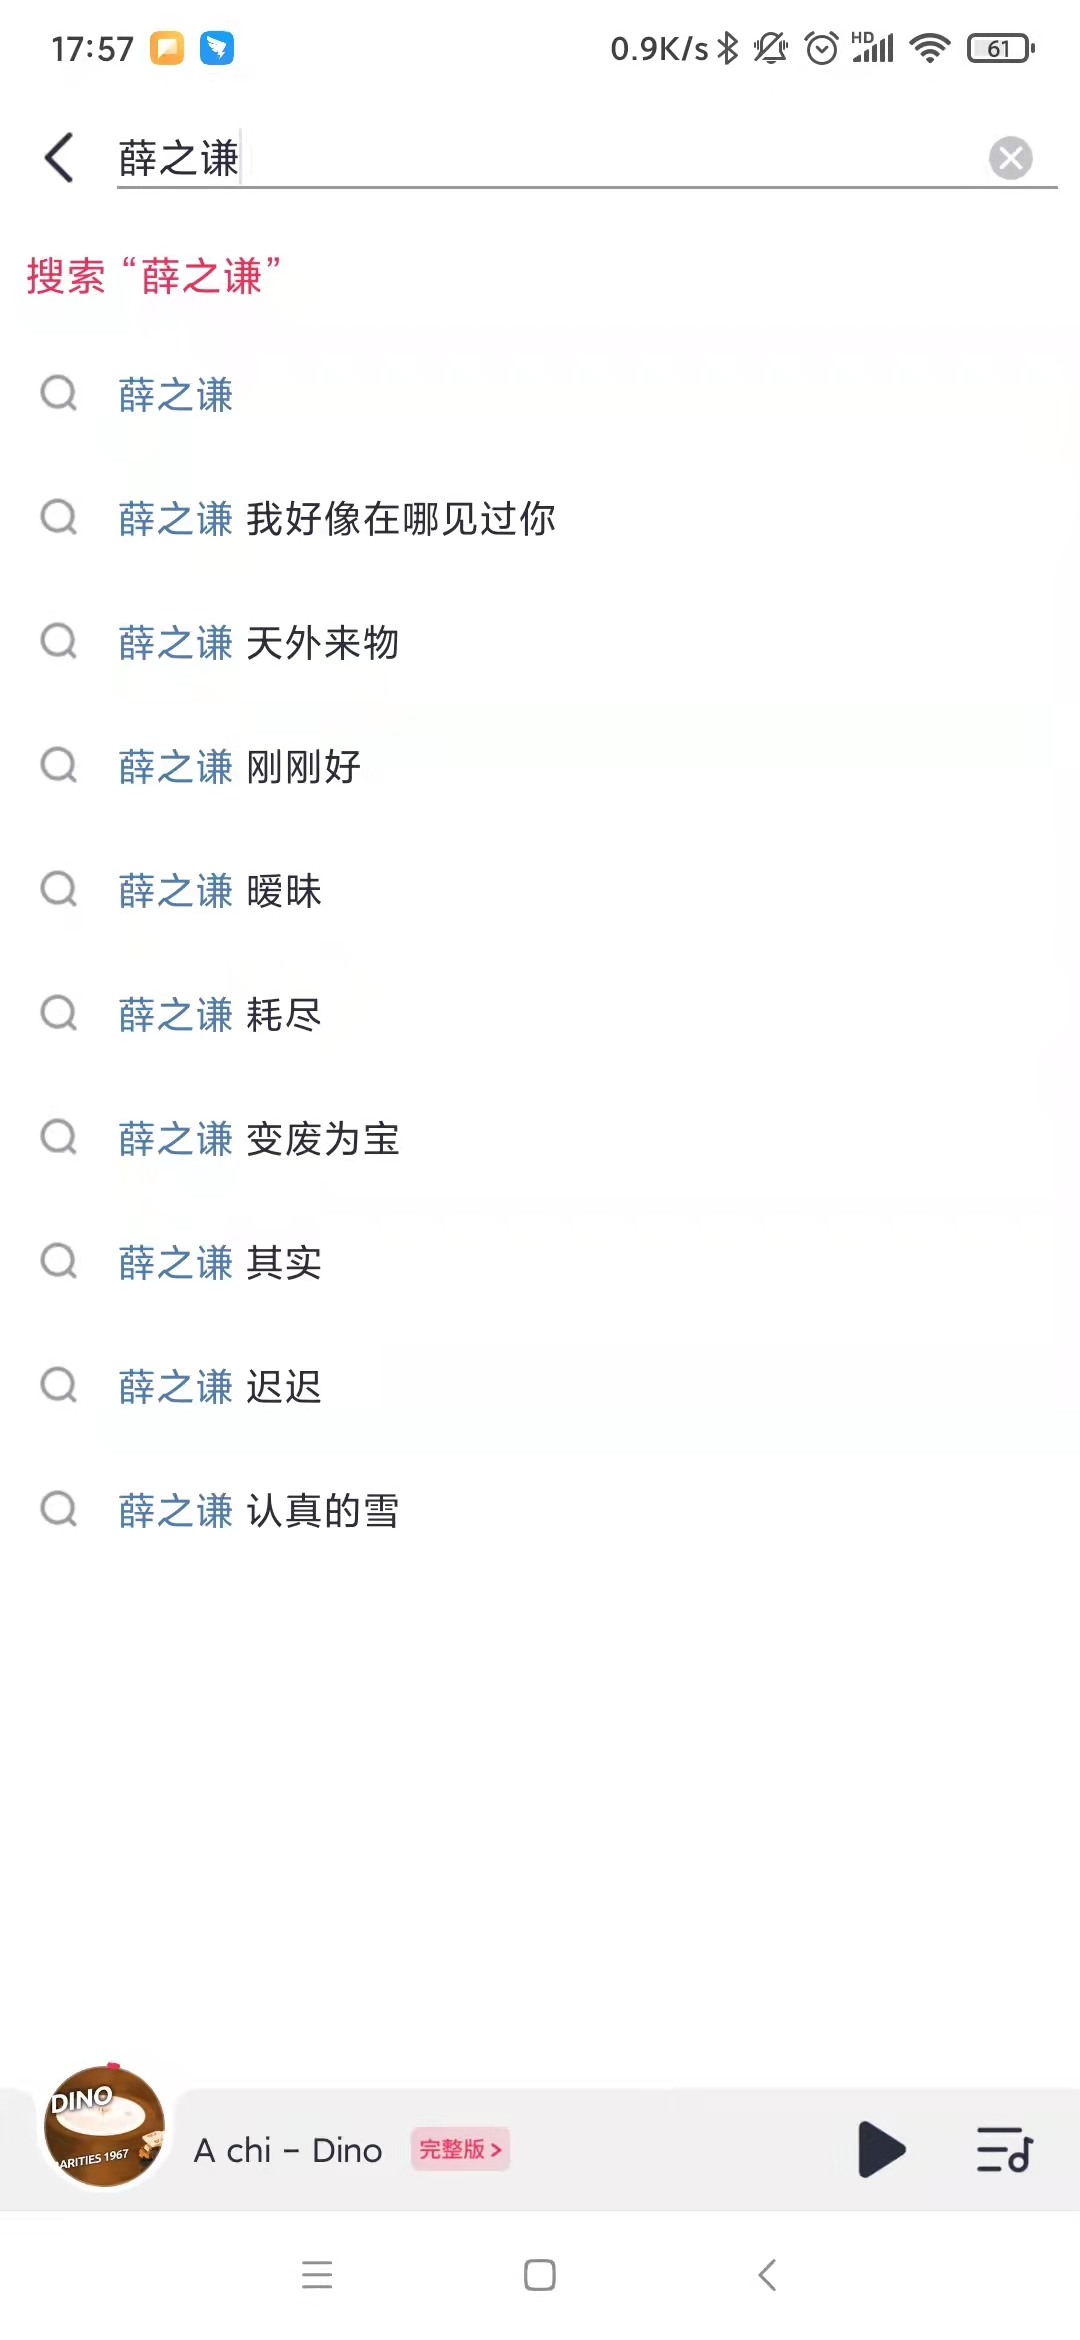 17:57 0.9K/s HD 61
薛之谦
搜索 “薛之谦”
薛之谦
薛之谦 我好像在哪见过你
薛之谦 天外来物
薛之谦 刚刚好
薛之谦 暧昧
薛之谦 耗尽
薛之谦 变废为宝
薛之谦 其实
薛之谦 迟迟
薛之谦 认真的雪
DINO
RARITIES 1967
A chi – Dino 完整版 >